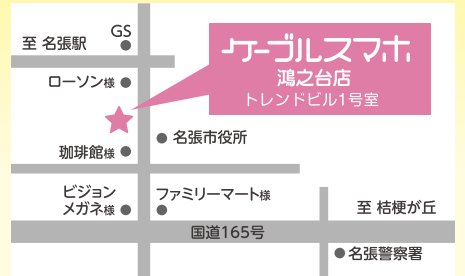 GS
至 名張駅
ケーブルスマホ
鴻之台店
トレンドビル1号室
ローソン様
名張市役所
珈琲館様
ビジョン
メガネ様
ファミリーマート様
至 桔梗が丘
国道165号
名張警察署